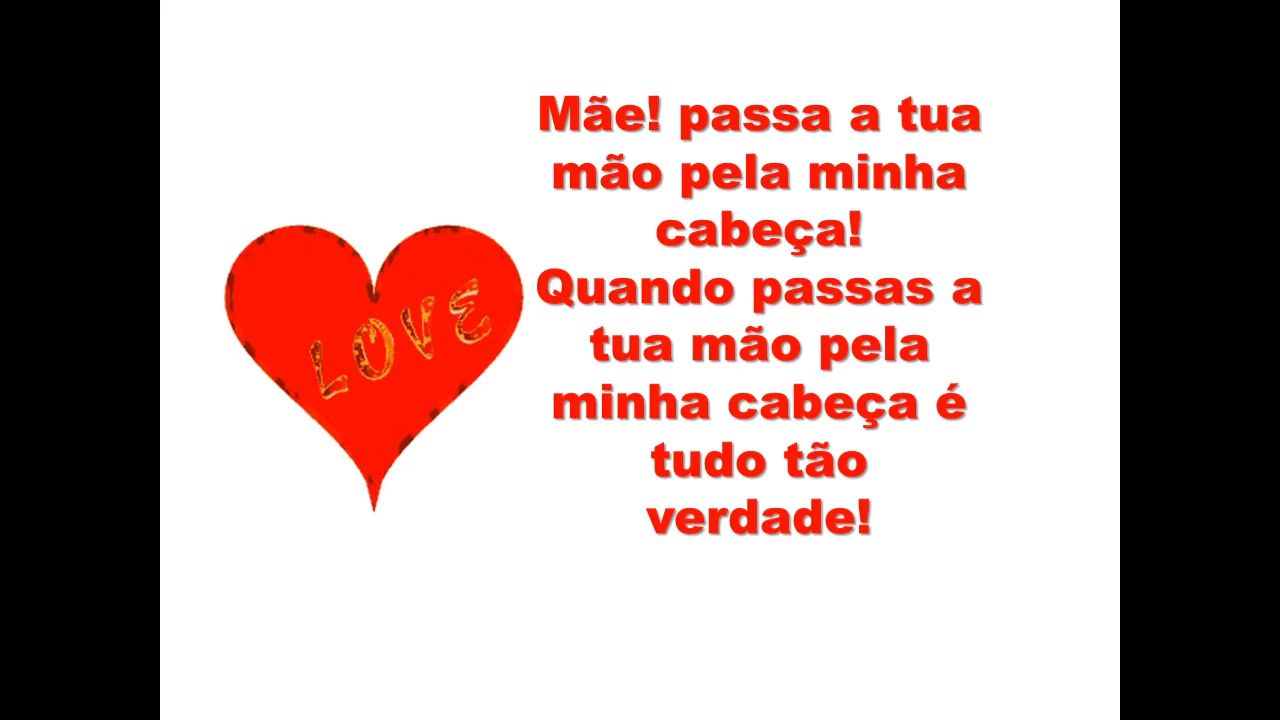 Mãe! passa a tua
mão pela minha
cabeça!
Quando passas a
tua mão pela
minha cabeça é
tudo tão
verdade!
LOVE